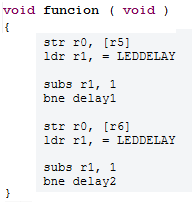 void funcion ( void )
{
str r0, [r5]
ldr r1, = LEDDELAY
subs r1, 1
bne delay1
str r0, [r6]
ldr r1, = LEDDELAY
subs r1, 1
bne delay2
}